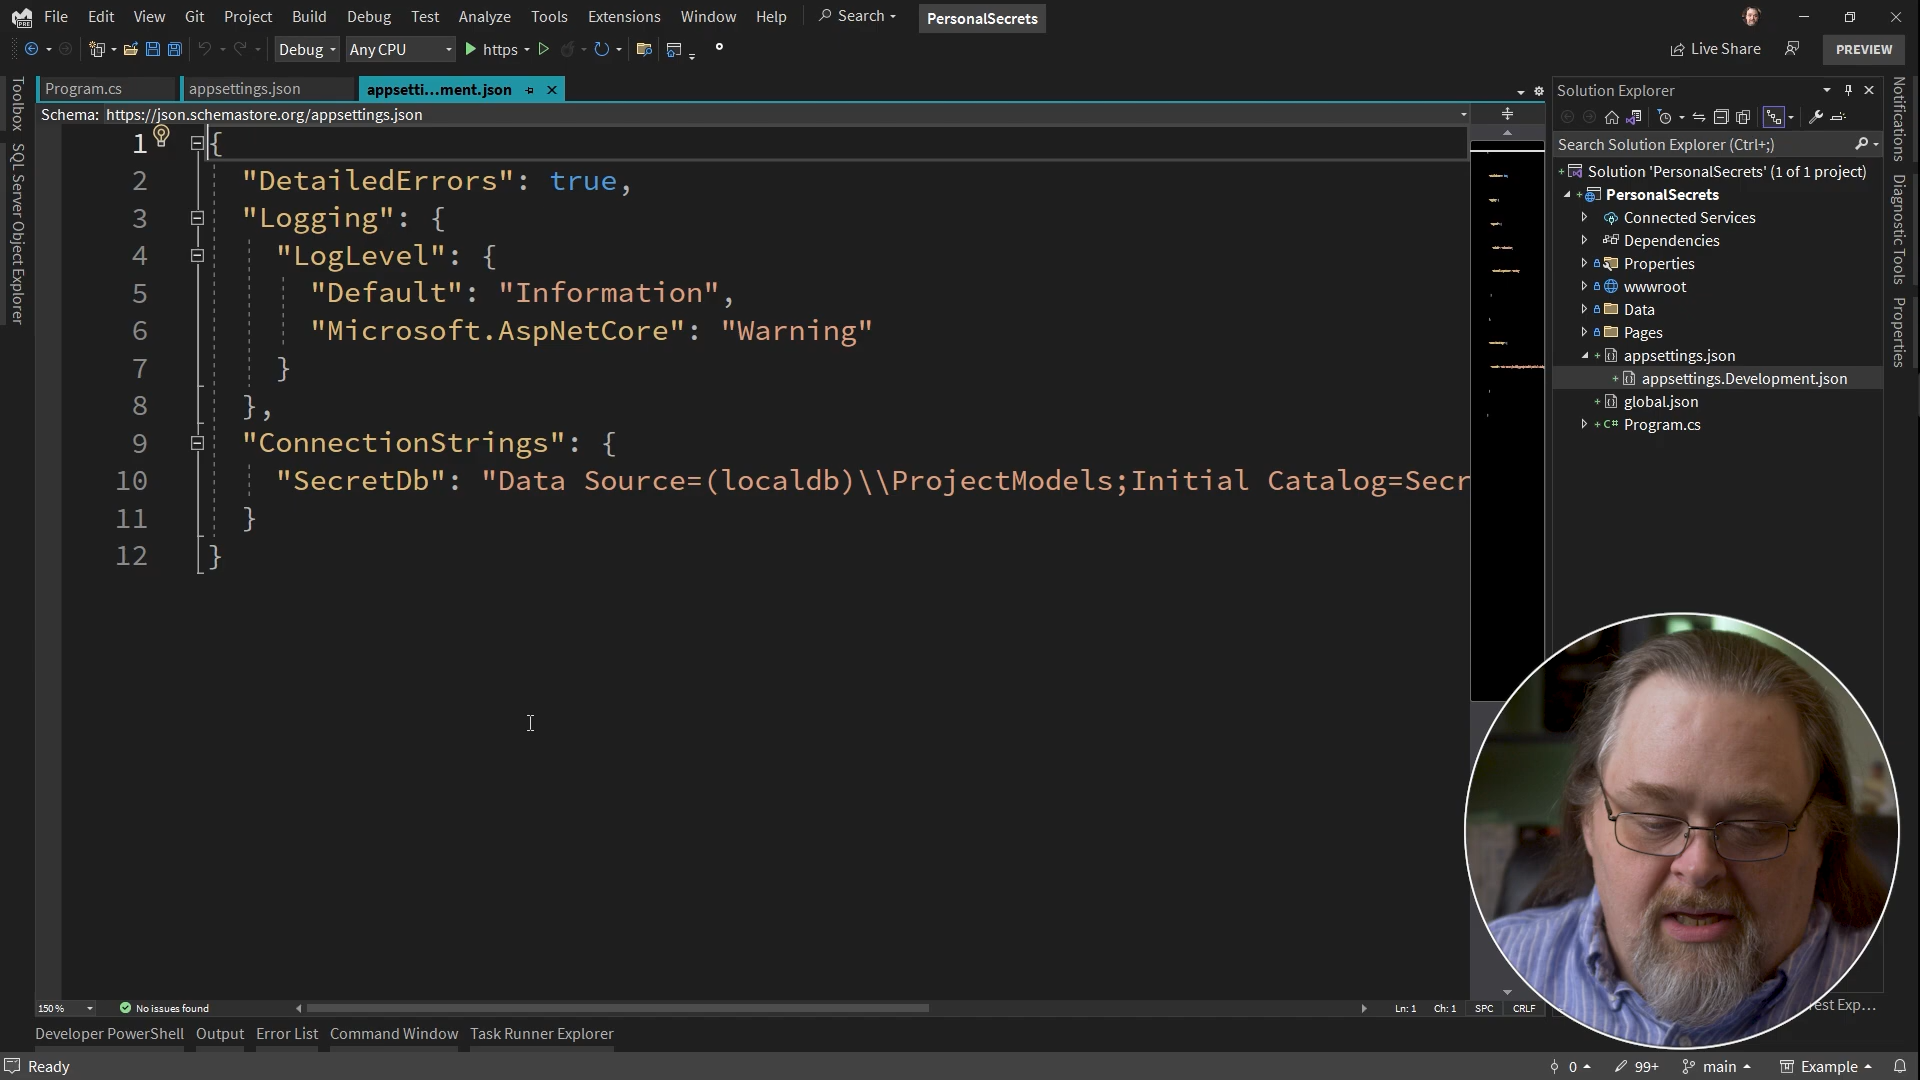 File Edit View Git Project Build Debug Test Analyze Tools Extensions Window Help Search PersonalSecrets
Debug Any CPU https Live Share PREVIEW
Program.cs appsettings.json appsetti...ment.json
Schema: https://json.schemastore.org/appsettings.json
1 {
2 "DetailedErrors": true,
3 "Logging": {
4 "LogLevel": {
5 "Default": "Information",
6 "Microsoft.AspNetCore": "Warning"
7 }
8 },
9 "ConnectionStrings": {
10 "SecretDb": "Data Source=(localdb)\\ProjectModels;Initial Catalog=Secr
11 }
12 }
Toolbox
SQL Server Object Explorer
Solution Explorer
Search Solution Explorer (Ctrl+;)
Solution 'PersonalSecrets' (1 of 1 project)
PersonalSecrets
Connected Services
Dependencies
Properties
wwwroot
Data
Pages
appsettings.json
appsettings.Development.json
global.json
C# Program.cs
Notifications
Diagnostic Tools
Properties
150 % No issues found Ln: 1 Ch: 1 SPC CRLF
est Exp...
Developer PowerShell Output Error List Command Window Task Runner Explorer
Ready 0 99+ main Example